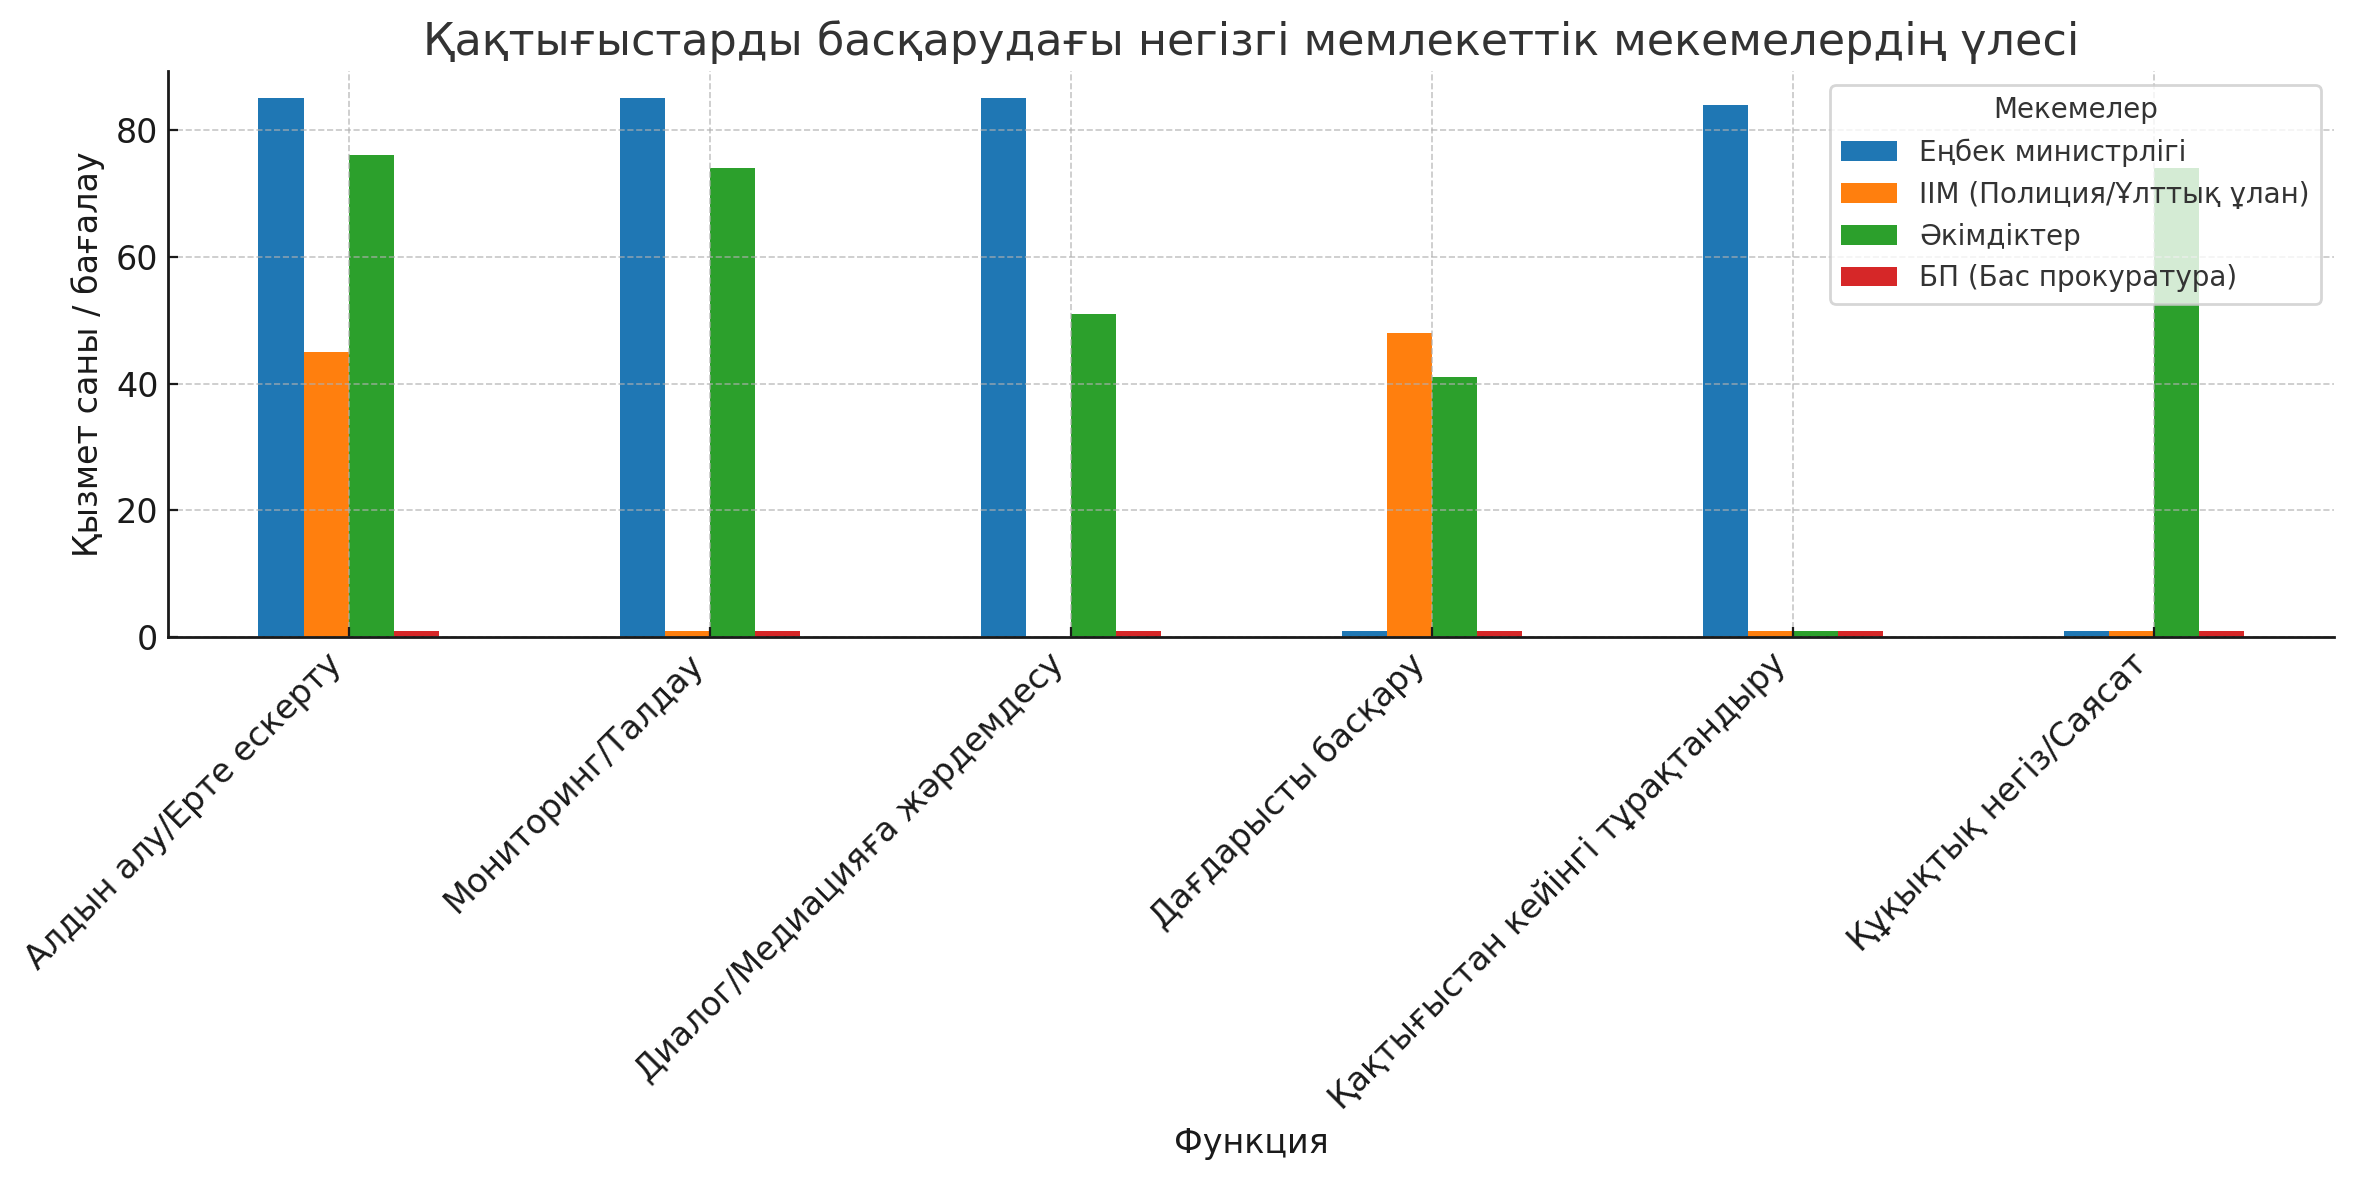 Қақтығыстарды басқарудағы негізгі мемлекеттік мекемелердің үлесі
Қызмет саны / бағалау
80
60
40
20
0
Мекемелер
Еңбек министрлігі
ІІМ (Полиция/Ұлттық ұлан)
Әкімдіктер
БП (Бас прокуратура)
Алдын алу/Ерте ескерту
Мониторинг/Талдау
Диалог/Медиацияға жәрдемдесу
Дағдарысты басқару
Қақтығыстан кейінгі тұрақтандыру
Құқықтық негіз/Саясат
Функция